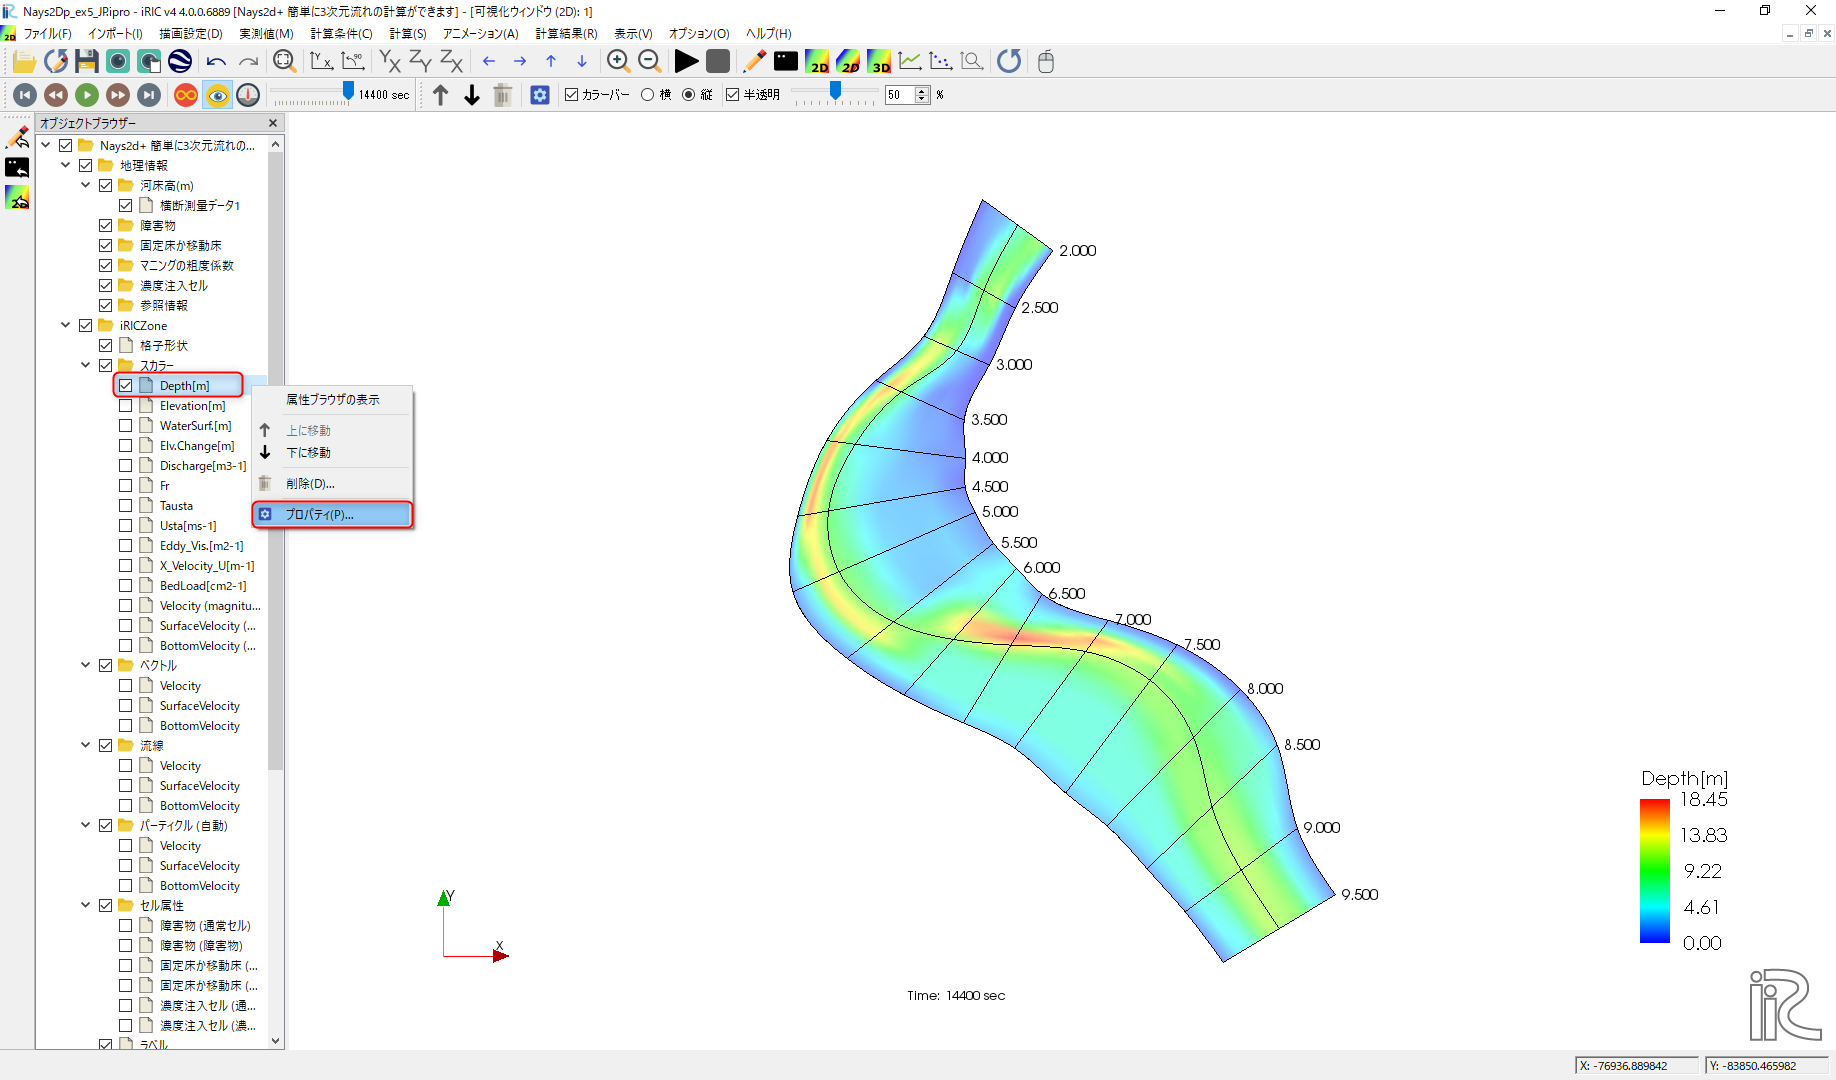 Nays2Dp_ex5_JP.ipro - iRIC v4 4.0.0.6889 [Nays2d+ 簡単に3次元流れの計算ができます] - [可視化ウィンドウ (2D): 1]
ファイル(F) インポート(I) 描画設定(D) 実測値(M) 計算条件(C) 計算(S) アニメーション(A) 計算結果(R) 表示(V) オプション(O) ヘルプ(H)
14400 sec カラーバー 横 縦 半透明 50 %
オブジェクトブラウザー
Nays2d+ 簡単に3次元流れの...
地理情報
河床高(m)
横断測量データ1
障害物
固定床か移動床
マニングの粗度係数
濃度注入セル
参照情報
iRICZone
格子形状
スカラー
Depth[m]
Elevation[m]
WaterSurf.[m]
Elv.Change[m]
Discharge[m3-1]
Fr
Tausta
Usta[ms-1]
Eddy_Vis.[m2-1]
X_Velocity_U[m-1]
BedLoad[cm2-1]
Velocity (magnitu...
SurfaceVelocity (...
BottomVelocity (...
ベクトル
Velocity
SurfaceVelocity
BottomVelocity
流線
Velocity
SurfaceVelocity
BottomVelocity
パーティクル (自動)
Velocity
SurfaceVelocity
BottomVelocity
セル属性
障害物 (通常セル)
障害物 (障害物)
固定床か移動床 (...
固定床か移動床 (...
濃度注入セル (通...
濃度注入セル (濃...
ラベル
属性ブラウザの表示
上に移動
下に移動
削除(D)...
プロパティ(P)...
2.000
2.500
3.000
3.500
4.000
4.500
5.000
5.500
6.000
6.500
7.000
7.500
8.000
8.500
9.000
9.500
Y
X
Time: 14400 sec
Depth[m]
18.45
13.83
9.22
4.61
0.00
iRIC
X: -76936.889842 Y: -83850.465982